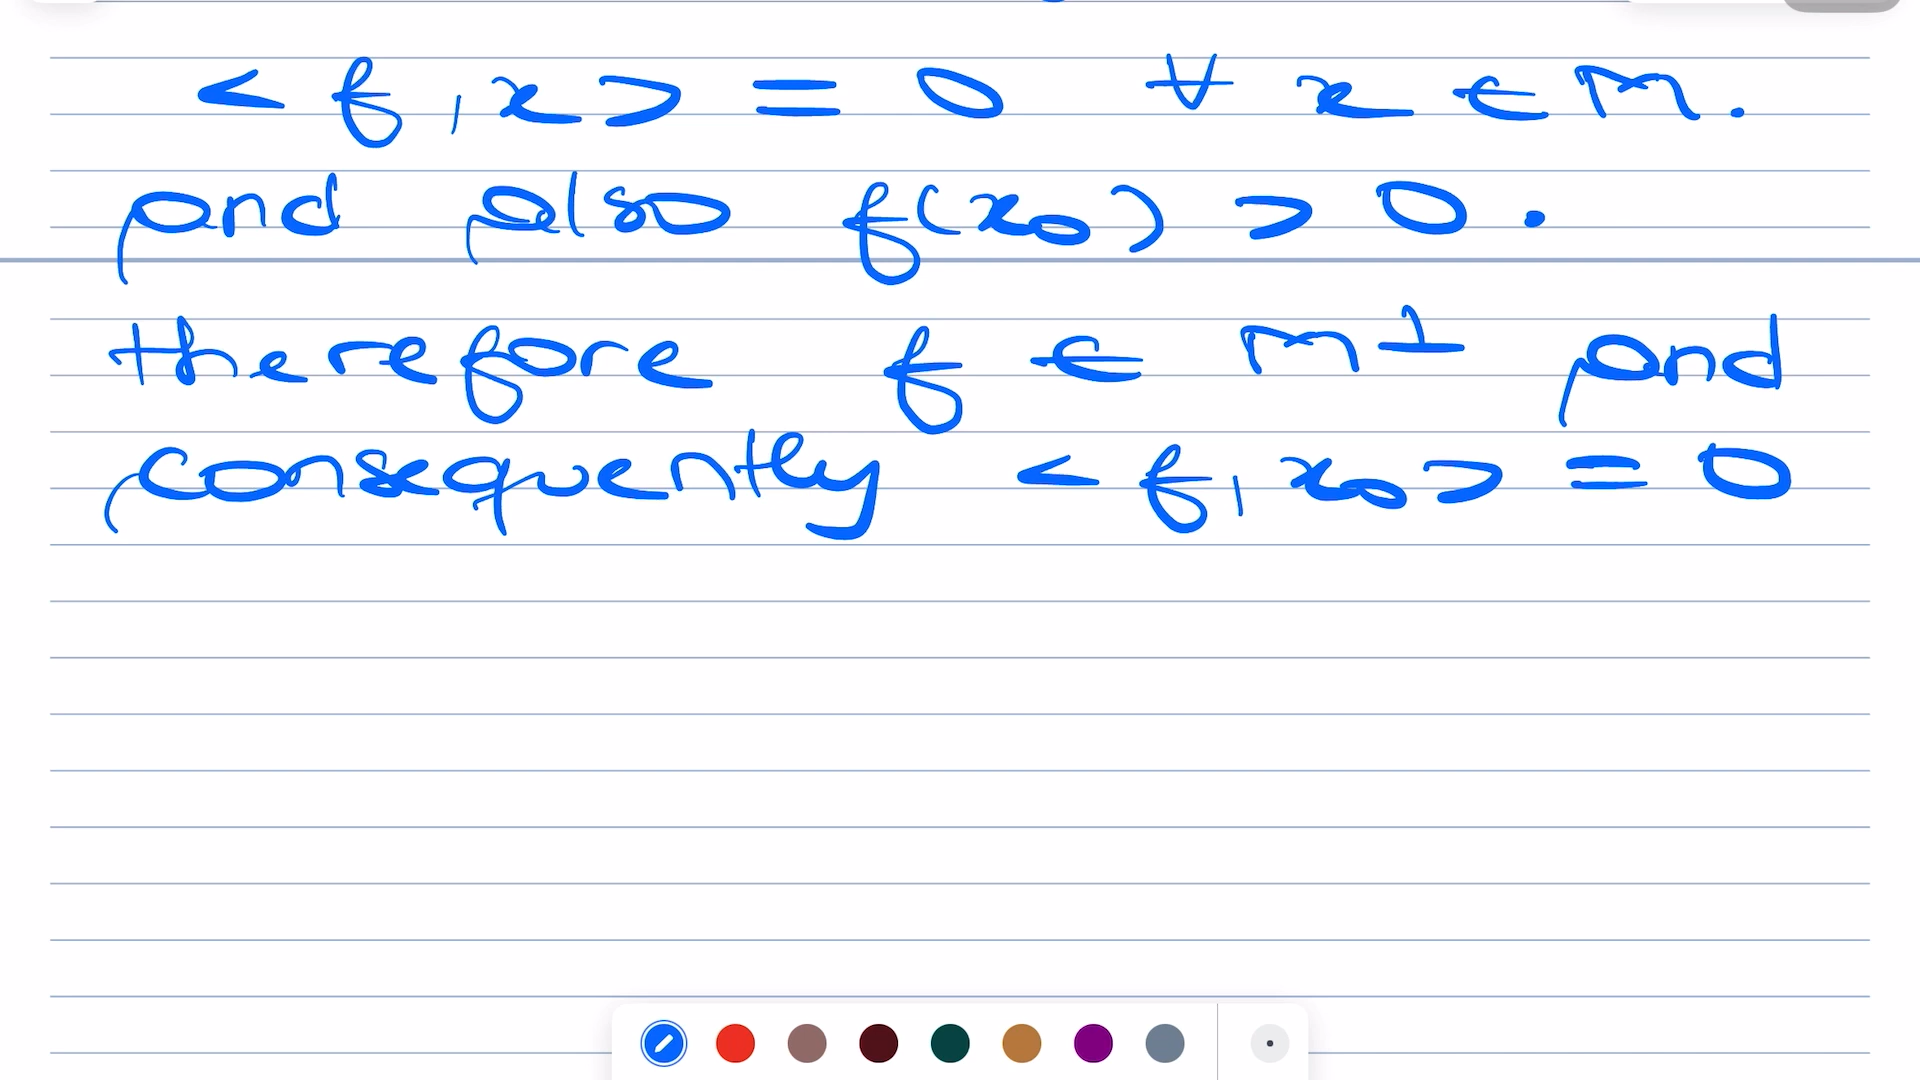 < f, x > = 0 ∀ x ∈ M.
and also f(x₀) > 0.
therefore f ∈ M⊥ and
consequently < f, x₀ > = 0